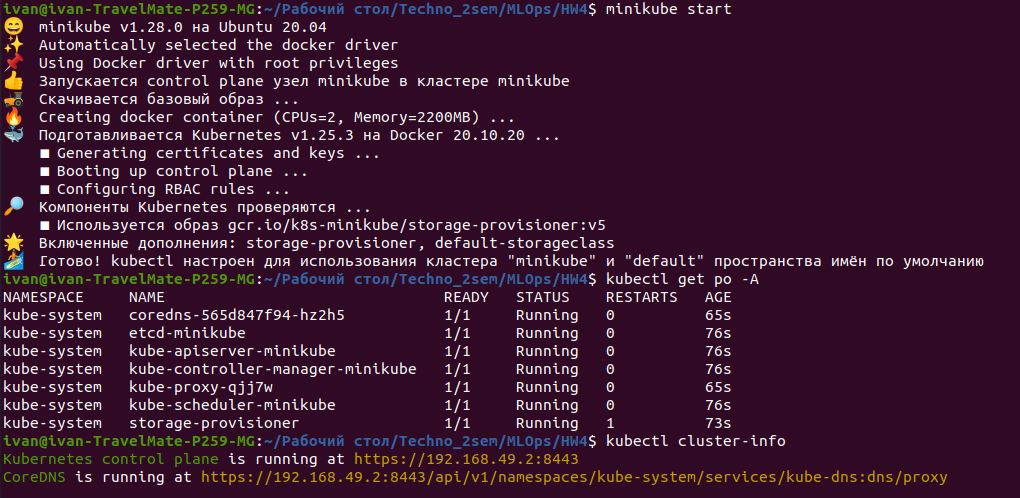 ivan@ivan-TravelMate-P259-MG:~/Рабочий стол/Techno_2sem/MLOps/HW4$ minikube start
minikube v1.28.0 на Ubuntu 20.04
Automatically selected the docker driver
Using Docker driver with root privileges
Запускается control plane узел minikube в кластере minikube
Скачивается базовый образ ...
Creating docker container (CPUs=2, Memory=2200MB) ...
Подготавливается Kubernetes v1.25.3 на Docker 20.10.20 ...
■ Generating certificates and keys ...
■ Booting up control plane ...
■ Configuring RBAC rules ...
Компоненты Kubernetes проверяются ...
■ Используется образ gcr.io/k8s-minikube/storage-provisioner:v5
Включенные дополнения: storage-provisioner, default-storageclass
Готово! kubectl настроен для использования кластера "minikube" и "default" пространства имён по умолчанию
ivan@ivan-TravelMate-P259-MG:~/Рабочий стол/Techno_2sem/MLOps/HW4$ kubectl get po -A
NAMESPACE NAME READY STATUS RESTARTS AGE
kube-system coredns-565d847f94-hz2h5 1/1 Running 0 65s
kube-system etcd-minikube 1/1 Running 0 76s
kube-system kube-apiserver-minikube 1/1 Running 0 76s
kube-system kube-controller-manager-minikube 1/1 Running 0 76s
kube-system kube-proxy-qjj7w 1/1 Running 0 65s
kube-system kube-scheduler-minikube 1/1 Running 0 76s
kube-system storage-provisioner 1/1 Running 1 73s
ivan@ivan-TravelMate-P259-MG:~/Рабочий стол/Techno_2sem/MLOps/HW4$ kubectl cluster-info
Kubernetes control plane is running at https://192.168.49.2:8443
CoreDNS is running at https://192.168.49.2:8443/api/v1/namespaces/kube-system/services/kube-dns:dns/proxy